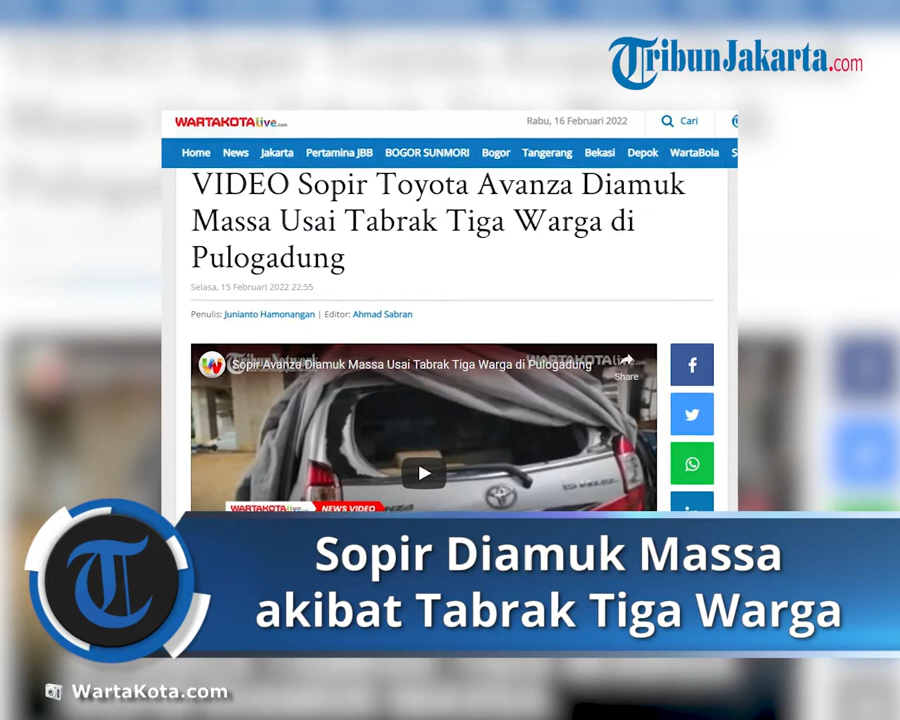 TribunJakarta.com
WARTAKOTAlive.com
Rabu, 16 Februari 2022
Cari
Home News Jakarta Pertamina JBB BOGOR SUNMORI Bogor Tangerang Bekasi Depok WartaBola S
VIDEO Sopir Toyota Avanza Diamuk
Massa Usai Tabrak Tiga Warga di
Pulogadung
Selasa, 15 Februari 2022 22:55
Penulis: Junianto Hamonangan | Editor: Ahmad Sabran
Sopir Avanza Diamuk Massa Usai Tabrak Tiga Warga di Pulogadung
Share
WARTAKOTAlive.com NEWS VIDEO
Sopir Diamuk Massa
akibat Tabrak Tiga Warga
WartaKota.com